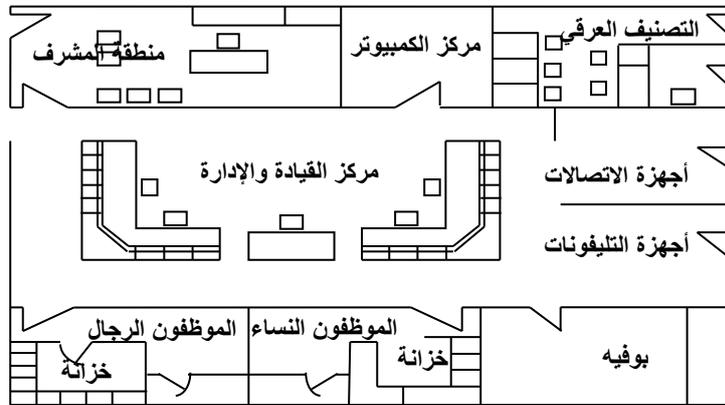 التصنيف العرقي
مركز الكمبيوتر
منطقة المشرف
مركز القيادة والإدارة
أجهزة الاتصالات
أجهزة التليفونات
الموظفون النساء
الموظفون الرجال
بوفيه
خزانة
خزانة